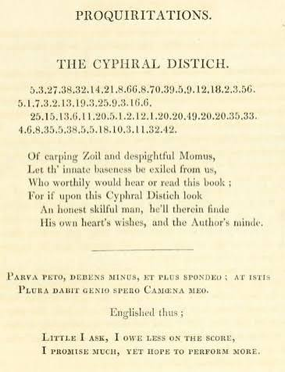 PROQUIRITATIONS.
THE CYPHRAL DISTICH.
5.3.27.38.32.14.21.8.66.8.70.39.5.9.12.18.2.3.56.
5.1.7.3.2.13.19.3.25.9.3.16.6.
25.15.13.6.11.20.5.1.2.12.1.20.20.49.20.20.35.33.
4.6.8.35.5.38.5.5.18.10.3.11.32.42.
Of carping Zoil and despightful Momus,
Let th' innate baseness be exiled from us,
Who worthily would hear or read this book ;
For if upon this Cyphral Distich look
An honest skilful man, he'll therein finde
His own heart's wishes, and the Author's minde.
PARVA PETO, DEBENS MINUS, ET PLUS SPONDEO ; AT ISTIS
PLURA DABIT GENIO SPERO CAMŒNA MEO.
Englished thus ;
LITTLE I ASK, I OWE LESS ON THE SCORE,
I PROMISE MUCH, YET HOPE TO PERFORM MORE.